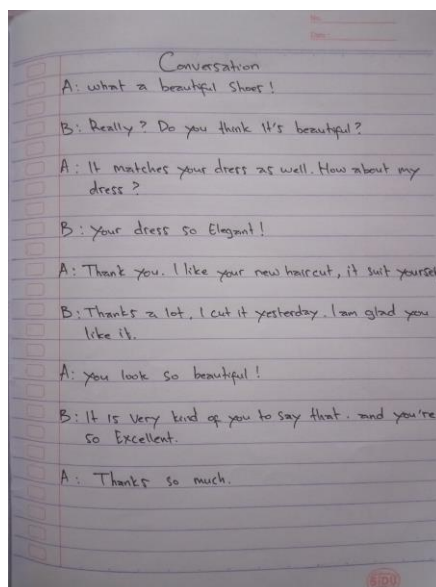 No:
Date:
Conversation
A: what a beautiful shoes!
B: Really? Do you think It's beautiful?
A: It matches your dress as well. How about my
dress?
B: your dress so Elegant!
A: Thank you. I like your new haircut, it suit yourself
B: Thanks a lot, I cut it yesterday. I am glad you
like it.
A: you look so beautiful!
B: It is very kind of you to say that. and you're
so Excellent.
A: Thanks so much.
SIDU